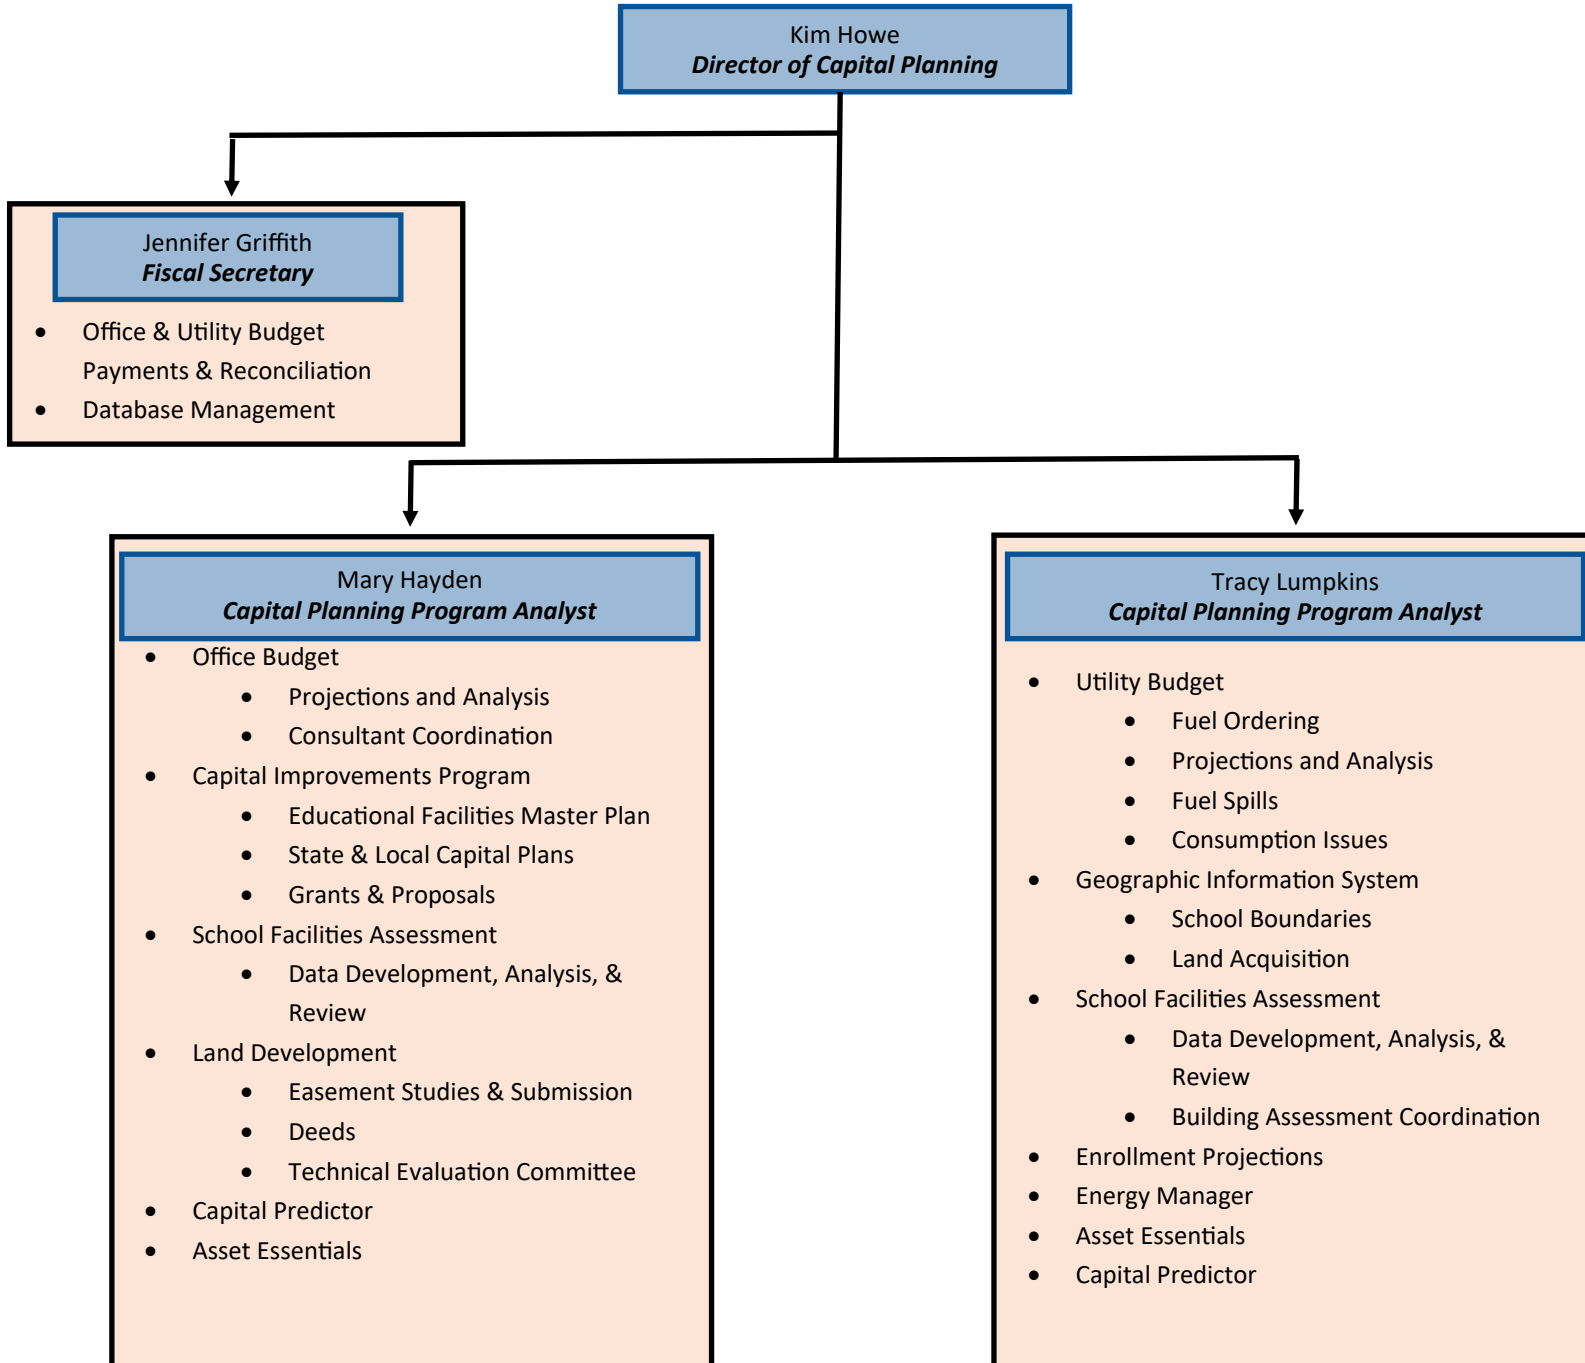 Kim Howe
Director of Capital Planning
Jennifer Griffith
Fiscal Secretary
• Office & Utility Budget
Payments & Reconciliation
• Database Management
Mary Hayden
Capital Planning Program Analyst
• Office Budget
• Projections and Analysis
• Consultant Coordination
• Capital Improvements Program
• Educational Facilities Master Plan
• State & Local Capital Plans
• Grants & Proposals
• School Facilities Assessment
• Data Development, Analysis, &
Review
• Land Development
• Easement Studies & Submission
• Deeds
• Technical Evaluation Committee
• Capital Predictor
• Asset Essentials
Tracy Lumpkins
Capital Planning Program Analyst
• Utility Budget
• Fuel Ordering
• Projections and Analysis
• Fuel Spills
• Consumption Issues
• Geographic Information System
• School Boundaries
• Land Acquisition
• School Facilities Assessment
• Data Development, Analysis, &
Review
• Building Assessment Coordination
• Enrollment Projections
• Energy Manager
• Asset Essentials
• Capital Predictor